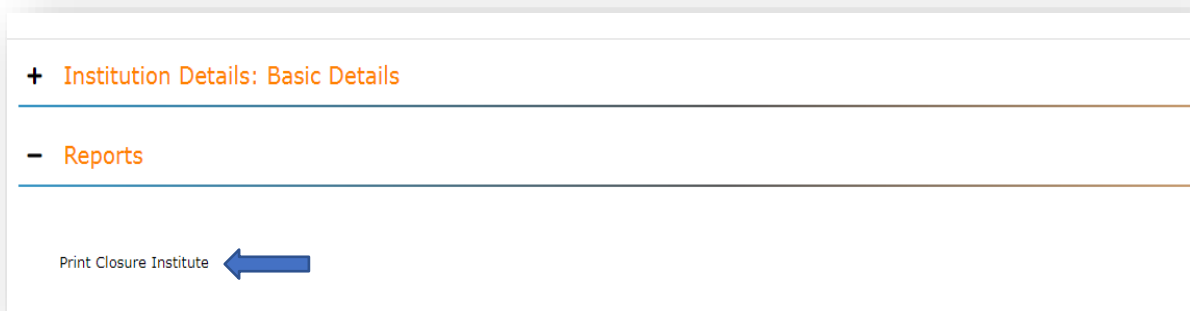 + Institution Details: Basic Details
− Reports
Print Closure Institute